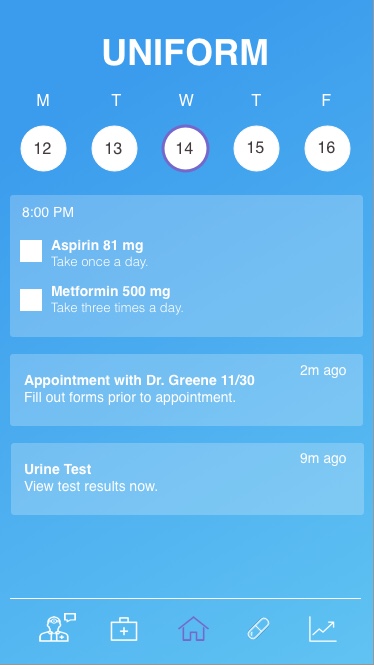 UNIFORM
M T W T F
12 13 14 15 16
8:00 PM
Aspirin 81 mg
Take once a day.
Metformin 500 mg
Take three times a day.
2m ago
Appointment with Dr. Greene 11/30
Fill out forms prior to appointment.
9m ago
Urine Test
View test results now.